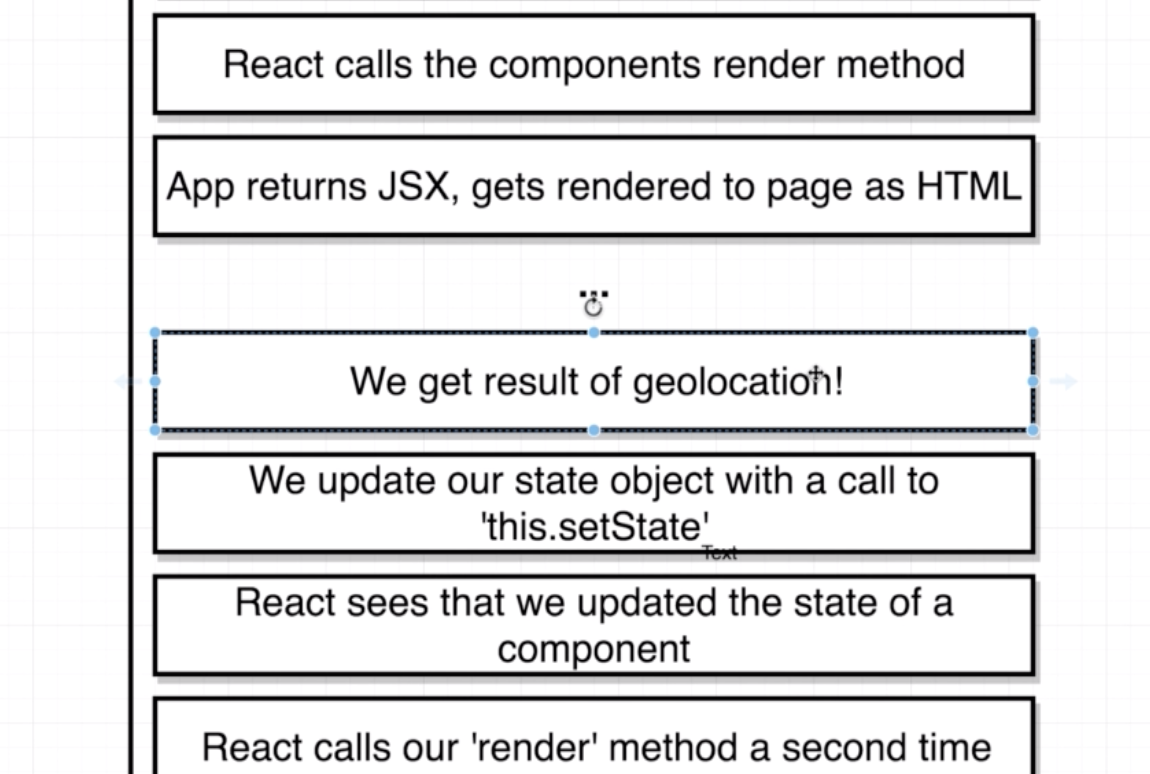 React calls the components render method
App returns JSX, gets rendered to page as HTML
We get result of geolocation!
We update our state object with a call to
'this.setState'
Text
React sees that we updated the state of a
component
React calls our 'render' method a second time